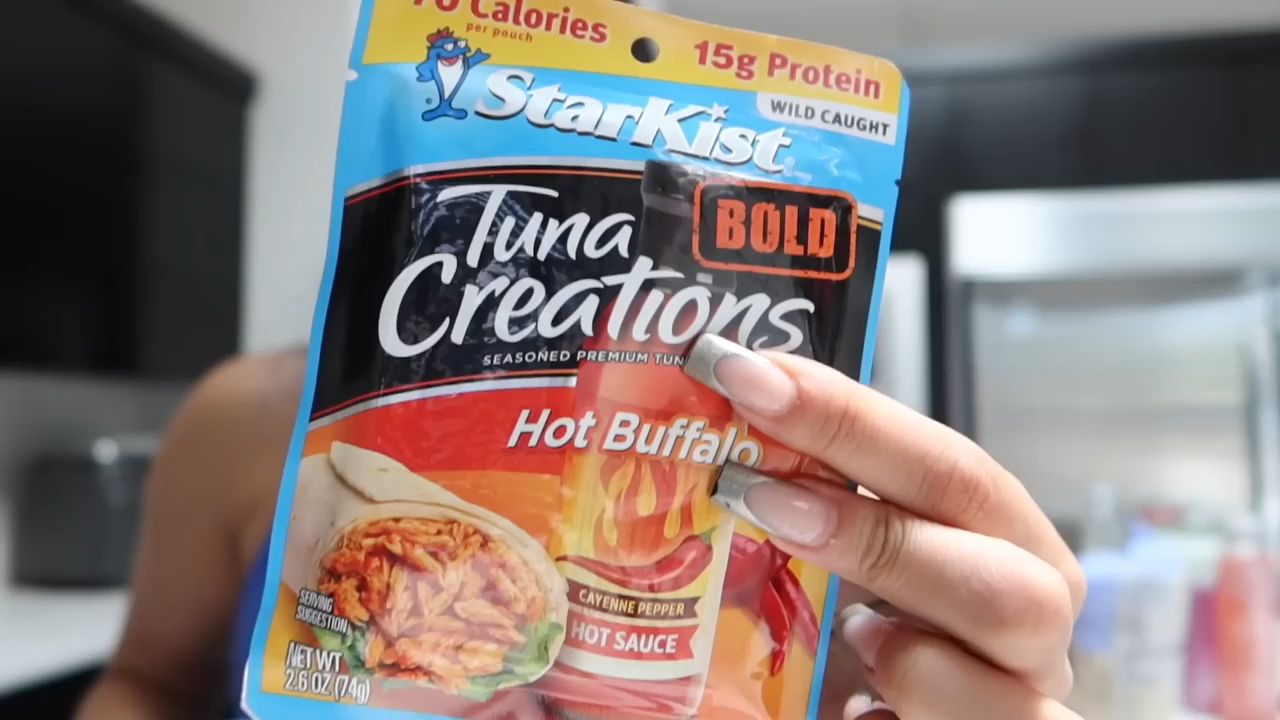 70 Calories
per pouch
15g Protein
WILD CAUGHT
StarKist
Tuna
Creations
BOLD
SEASONED PREMIUM TUN
Hot Buffalo
CAYENNE PEPPER
HOT SAUCE
SERVING
SUGGESTION
NET WT
2.6 OZ (74g)